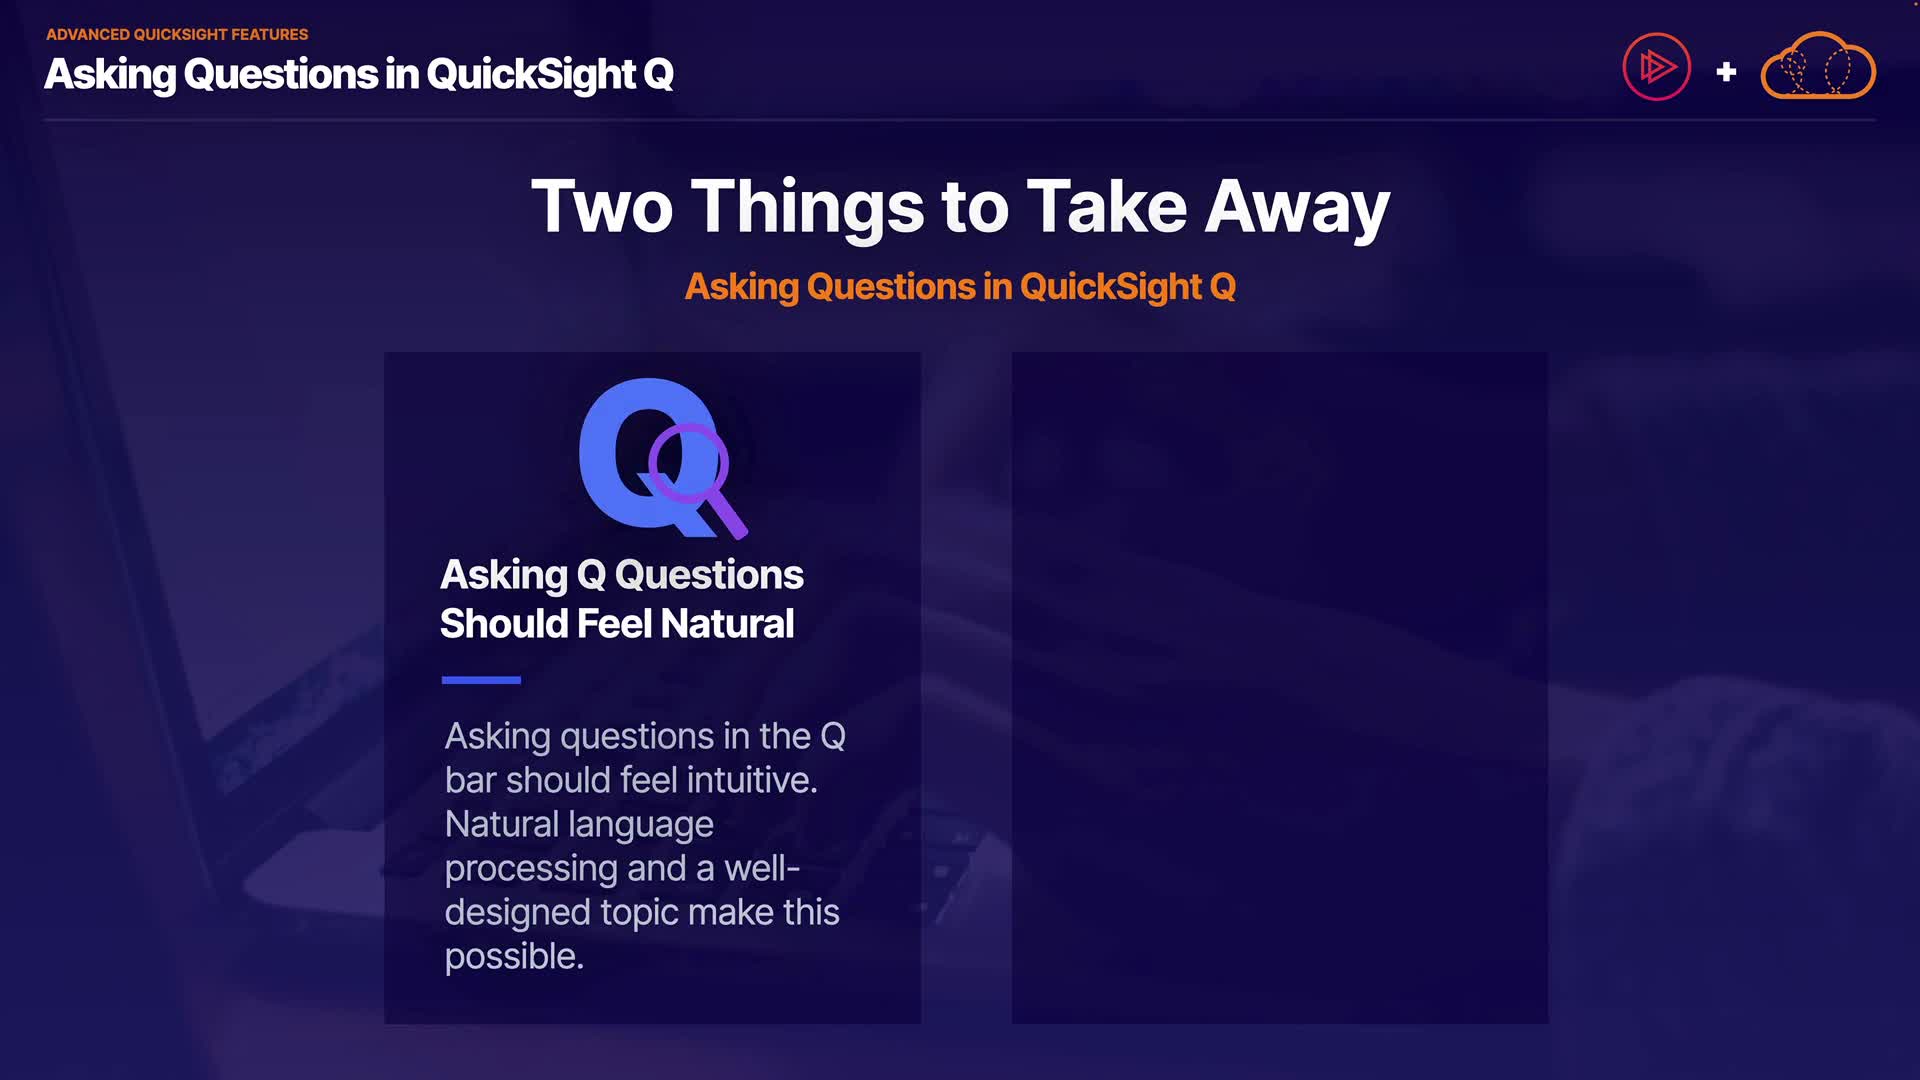 ADVANCED QUICKSIGHT FEATURES
Asking Questions in QuickSight Q
+
Two Things to Take Away
Asking Questions in QuickSight Q
Q
Asking Q Questions
Should Feel Natural
Asking questions in the Q
bar should feel intuitive.
Natural language
processing and a well-
designed topic make this
possible.